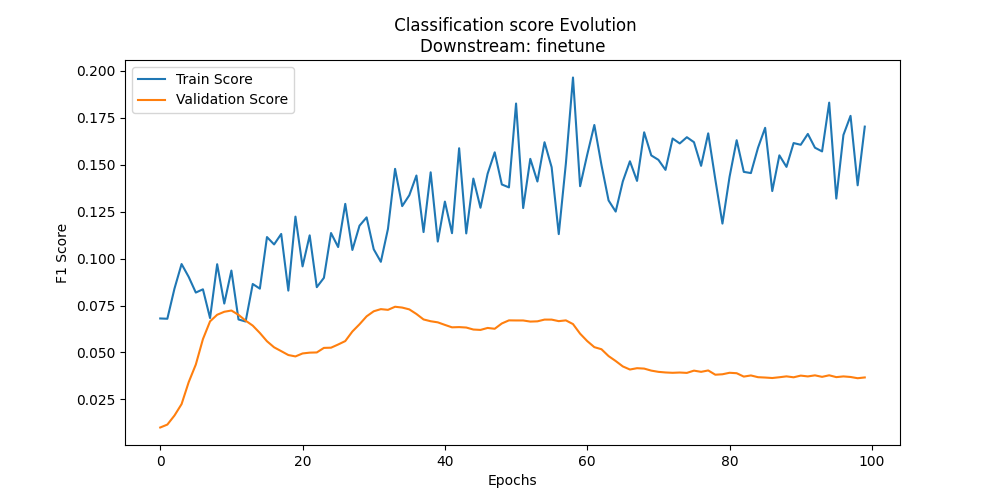 Classification score Evolution
Downstream: finetune
Train Score
Validation Score
F1 Score
0.200
0.175
0.150
0.125
0.100
0.075
0.050
0.025
0 20 40 60 80 100
Epochs